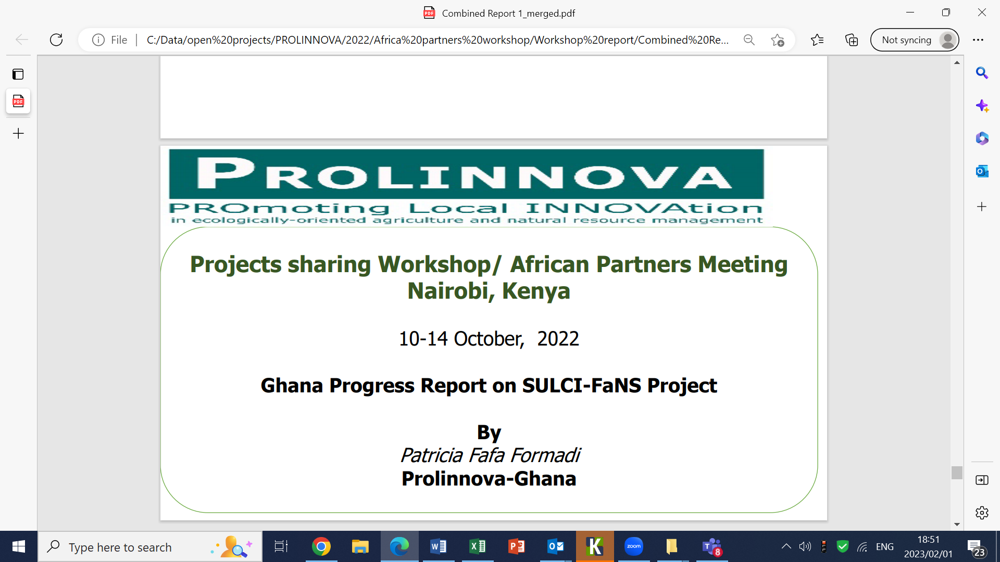 Combined Report 1_merged.pdf
File
C:/Data/open%20projects/PROLINNOVA/2022/Africa%20partners%20workshop/Workshop%20report/Combined%20Re...
Not syncing
PROLINNOVA
PROmoting Local INNOVAtion
in ecologically-oriented agriculture and natural resource management
Projects sharing Workshop/ African Partners Meeting
Nairobi, Kenya
10-14 October, 2022
Ghana Progress Report on SULCI-FaNS Project
By
Patricia Fafa Formadi
Prolinnova-Ghana
Type here to search
zoom
8
ENG
18:51
2023/02/01
23